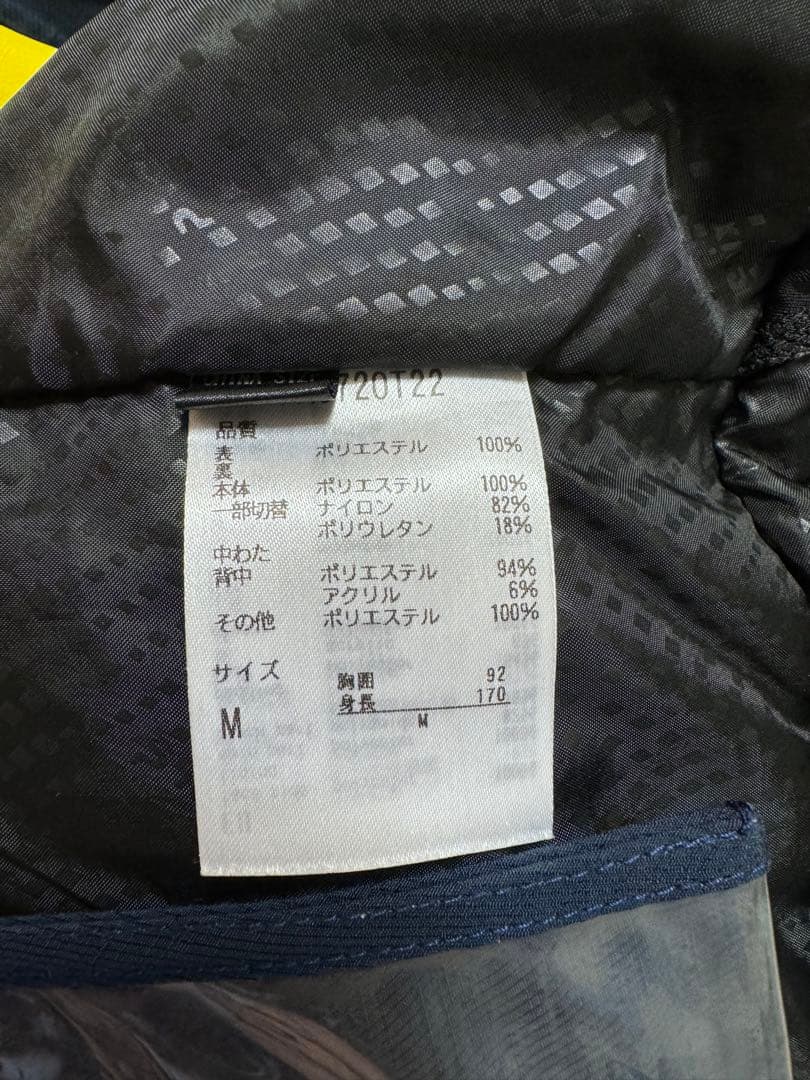 720T22
品質
表 ポリエステル 100%
裏
本体 ポリエステル 100%
一部切替 ナイロン 82%
ポリウレタン 18%
中わた
背中 ポリエステル 94%
アクリル 6%
その他 ポリエステル 100%
サイズ 胸囲 92
身長 170
M M